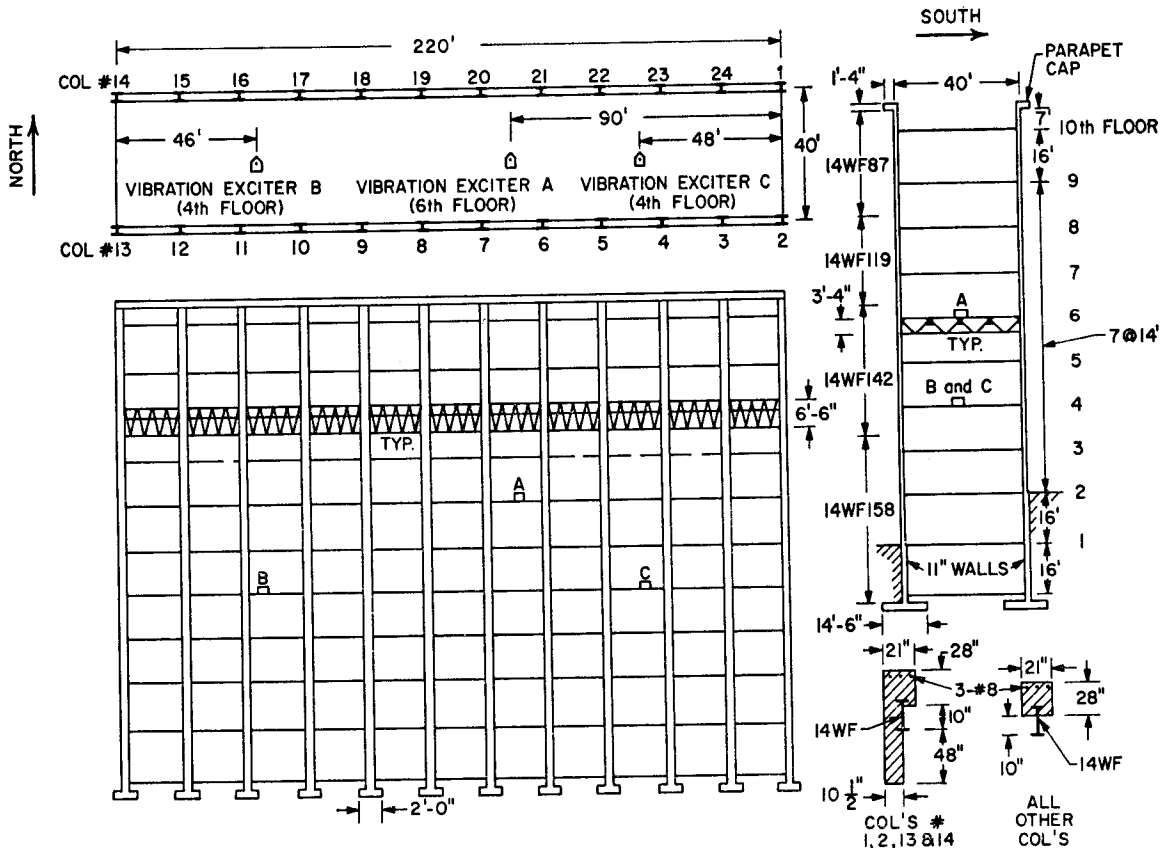 220'
COL #14 15 16 17 18 19 20 21 22 23 24 1
90'
46'
48'
40'
NORTH
VIBRATION EXCITER B
(4th FLOOR)
VIBRATION EXCITER A
(6th FLOOR)
VIBRATION EXCITER C
(4th FLOOR)
COL #13 12 11 10 9 8 7 6 5 4 3 2
6'-6"
TYP.
A
B
C
2'-0"
SOUTH
PARAPET
CAP
1'-4"
40'
7'
10th FLOOR
16'
14WF87
9
8
14WF119
7
3'-4"
A
6
TYP.
7@14'
5
14WF142
B and C
4
3
14WF158
2
16'
1
11" WALLS
16'
14'-6"
21"
28"
3-#8
14WF
10"
48"
10 1/2"
COL'S #
1, 2, 13 & 14
21"
28"
10"
14WF
ALL
OTHER
COL'S